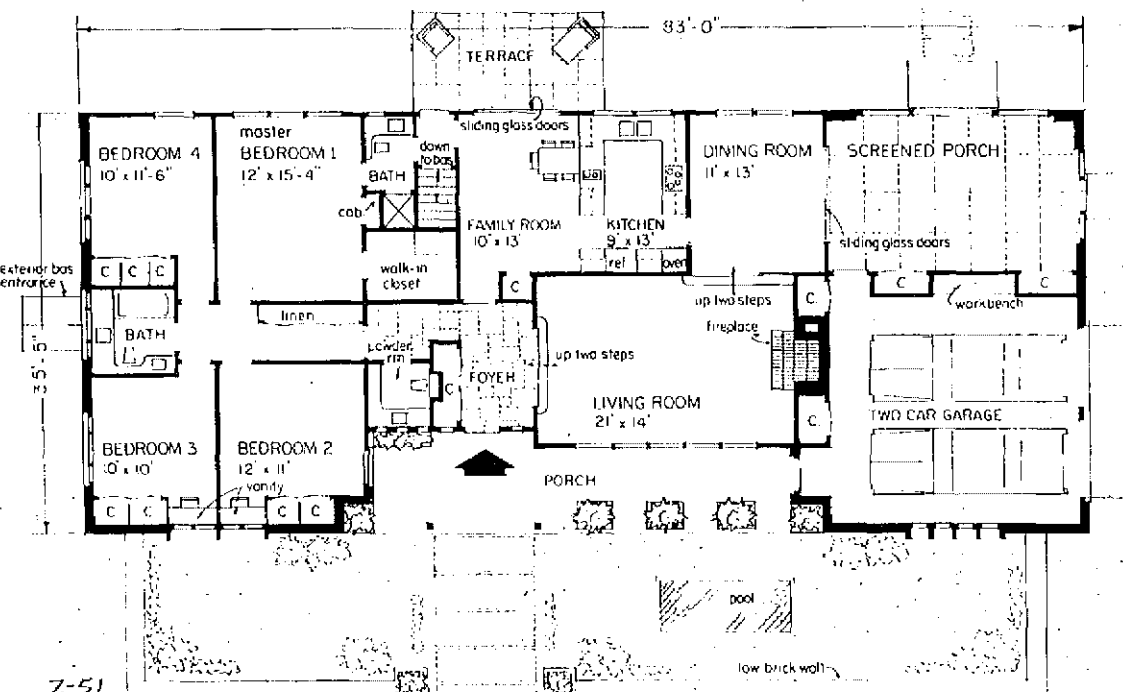 83'-0"
TERRACE
sliding glass doors
master
BEDROOM 4
10' x 11'-6"
BEDROOM 1
12' x 15'-4"
BATH
down
to bas
DINING ROOM
11' x 13'
SCREENED PORCH
cab
FAMILY ROOM
10' x 13'
KITCHEN
9' x 13'
sliding glass doors
ref
oven
exterior bas
entrance
C C C
walk-in
closet
C
C
C
C
up two steps
workbench
linen
BATH
fireplace
powder
rm
up two steps
FOYER
C
LIVING ROOM
21' x 14'
C
TWO CAR GARAGE
BEDROOM 3
10' x 10'
BEDROOM 2
12' x 11'
vanity
C C
C C
PORCH
pool
low brick wall
7-51